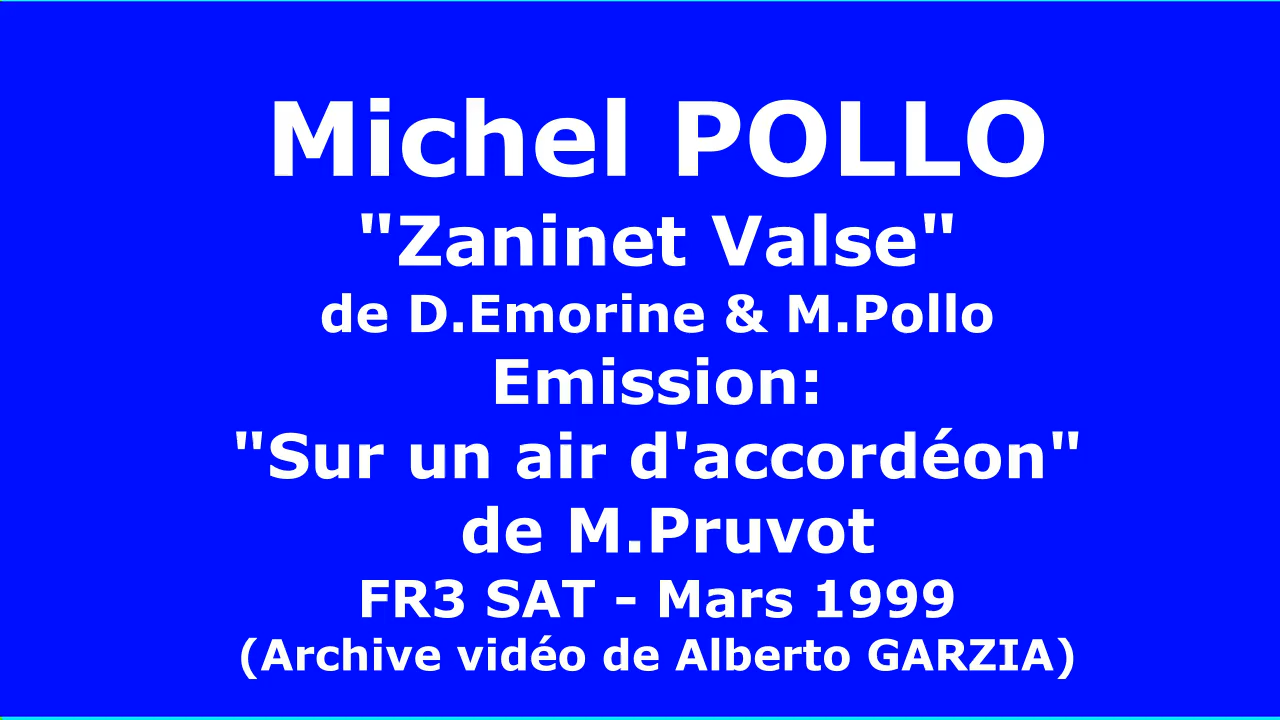 Michel POLLO
"Zaninet Valse"
de D.Emorine & M.Pollo
Emission:
"Sur un air d'accordéon"
de M.Pruvot
FR3 SAT - Mars 1999
(Archive vidéo de Alberto GARZIA)